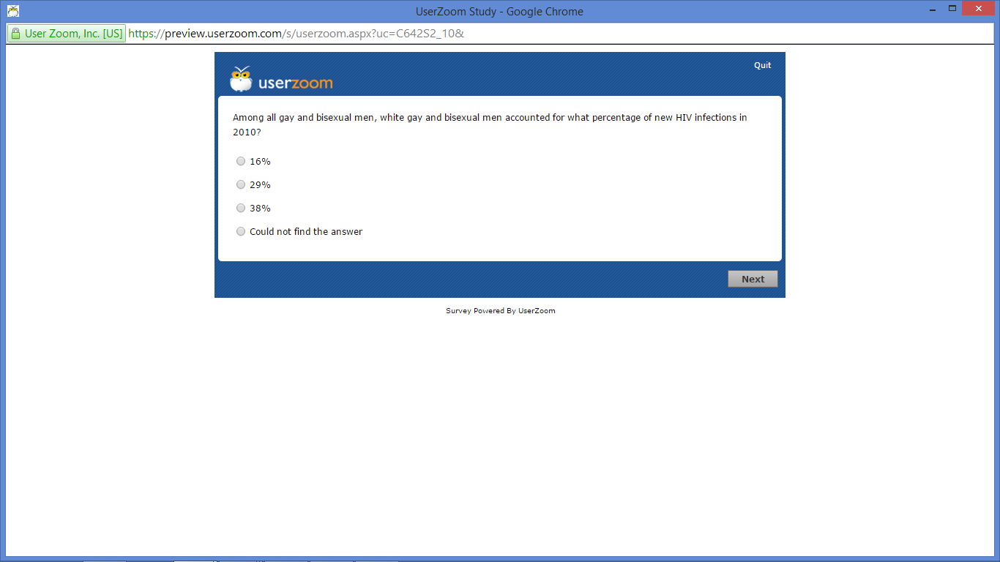 UserZoom Study - Google Chrome
User Zoom, Inc. [US] https://preview.userzoom.com/s/userzoom.aspx?uc=C642S2_10&
Quit
userzoom
Among all gay and bisexual men, white gay and bisexual men accounted for what percentage of new HIV infections in
2010?
16%
29%
38%
Could not find the answer
Next
Survey Powered By UserZoom